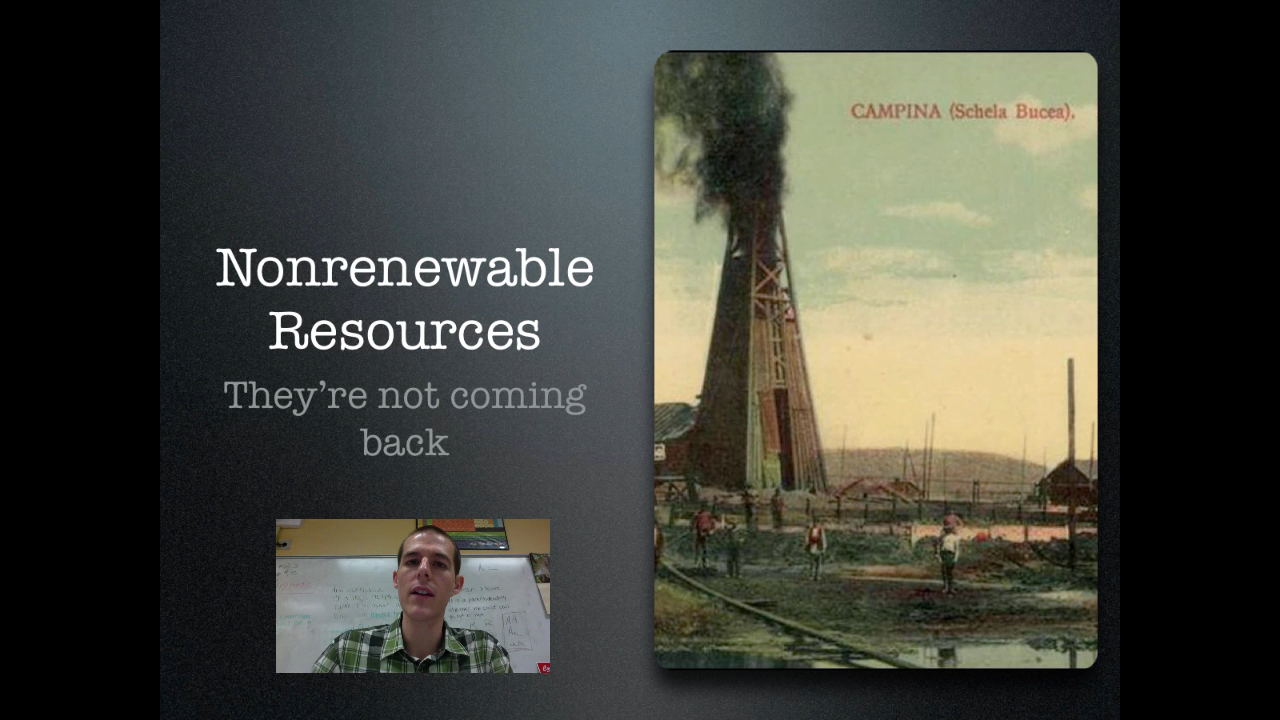 Nonrenewable
Resources
They're not coming
back
CAMPINA (Schela Bucea).